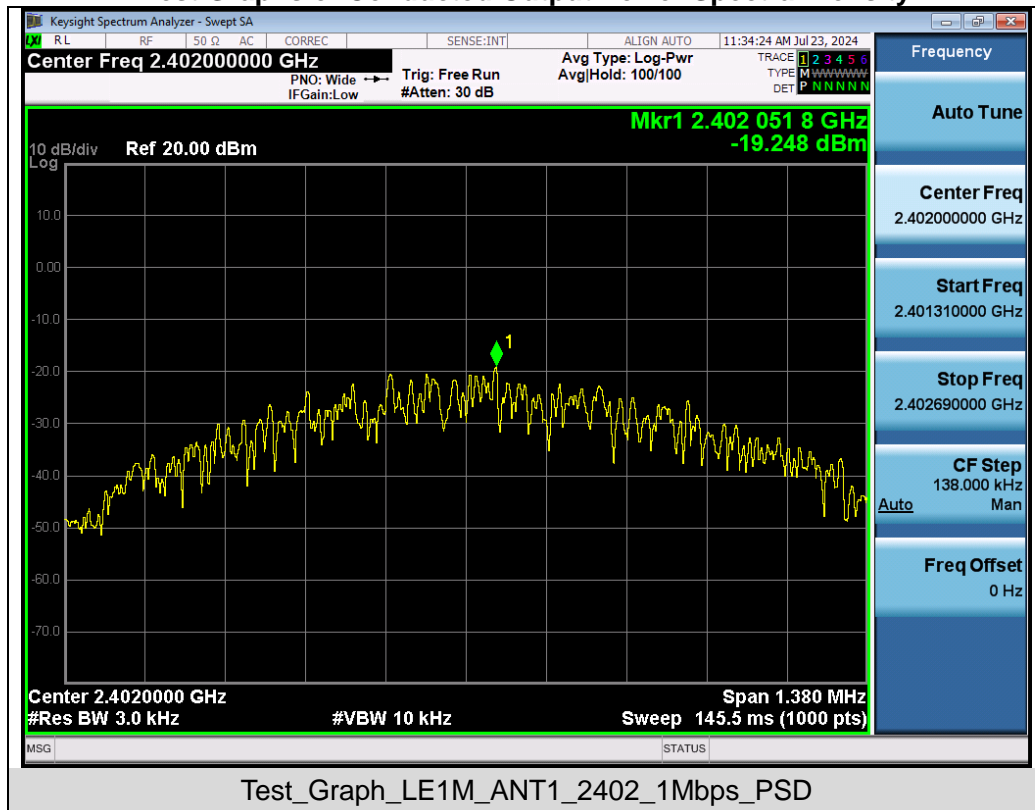 Keysight Spectrum Analyzer - Swept SA
LXI RL RF 50 Ω AC CORREC SENSE:INT ALIGN AUTO 11:34:24 AM Jul 23, 2024
Center Freq 2.402000000 GHz
PNO: Wide
IFGain:Low
Trig: Free Run
#Atten: 30 dB
Avg Type: Log-Pwr
Avg|Hold: 100/100
TRACE 1 2 3 4 5 6
TYPE M WWWWW
DET P N N N N N
Mkr1 2.402 051 8 GHz
-19.248 dBm
10 dB/div Ref 20.00 dBm
Log
10.0
0.00
-10.0
-20.0
-30.0
-40.0
-50.0
-60.0
-70.0
1
Center 2.4020000 GHz Span 1.380 MHz
#Res BW 3.0 kHz #VBW 10 kHz Sweep 145.5 ms (1000 pts)
MSG STATUS
Frequency
Auto Tune
Center Freq
2.402000000 GHz
Start Freq
2.401310000 GHz
Stop Freq
2.402690000 GHz
CF Step
138.000 kHz
Auto Man
Freq Offset
0 Hz
Test_Graph_LE1M_ANT1_2402_1Mbps_PSD